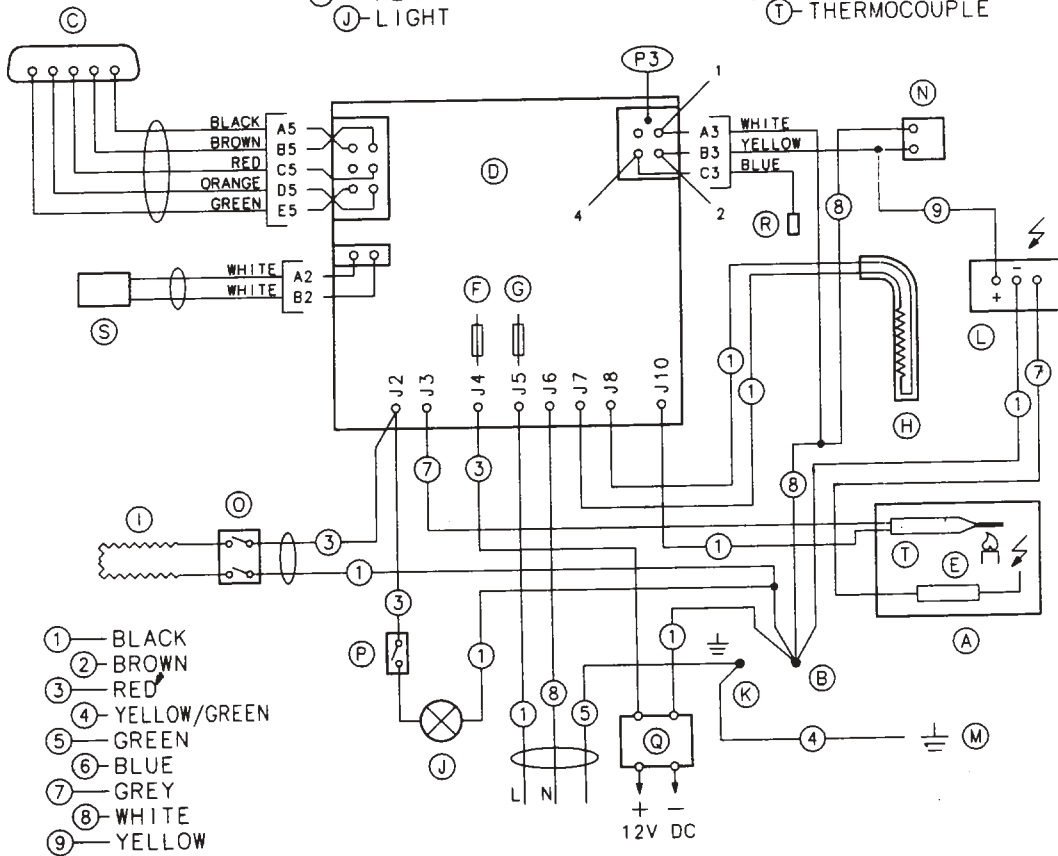 J - LIGHT
T - THERMOCOUPLE
C
P3
1
N
BLACK A5
BROWN B5
RED C5
ORANGE D5
GREEN E5
D
A3 WHITE
B3 YELLOW
C3 BLUE
4
2
R
8
9
WHITE A2
WHITE B2
S
F G
+ -
L
1 1
H
1
7
J2 J3 J4 J5 J6 J7 J8 J10
7 3
8
I O
3
1
1
T E
A
3
P
1
1
J
1 8 5
K
B
Q
4
M
L N
+ -
12V DC
1 - BLACK
2 - BROWN
3 - RED
4 - YELLOW/GREEN
5 - GREEN
6 - BLUE
7 - GREY
8 - WHITE
9 - YELLOW